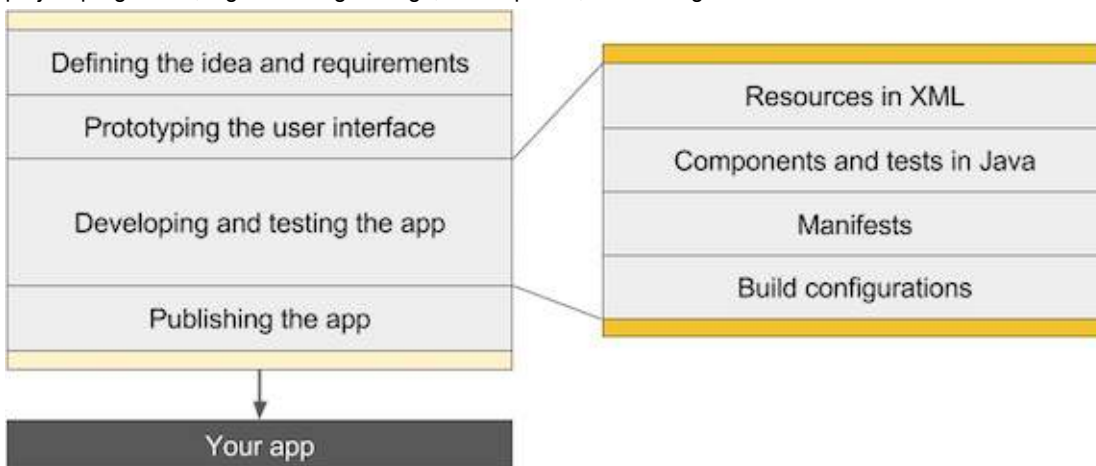 Defining the idea and requirements
Prototyping the user interface
Developing and testing the app
Publishing the app
Your app
Resources in XML
Components and tests in Java
Manifests
Build configurations